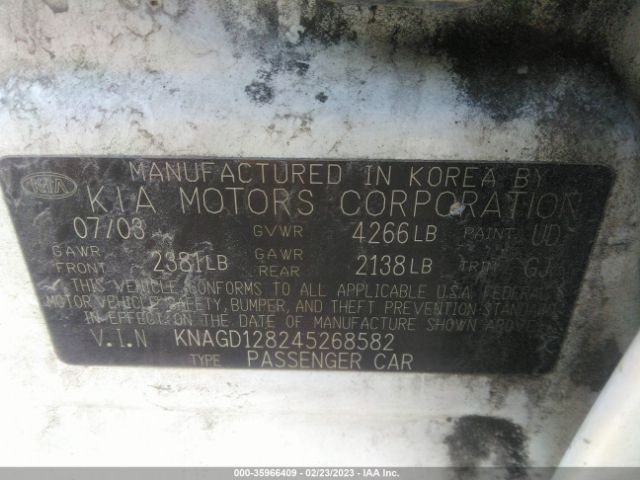 MANUFACTURED IN KOREA BY
KIA KIA MOTORS CORPORATION
07/03 GVWR 4266LB PAINT UD
GAWR FRONT 2381LB GAWR REAR 2138LB TRIM GJ
THIS VEHICLE CONFORMS TO ALL APPLICABLE U.S.A. FEDERAL
MOTOR VEHICLE SAFETY, BUMPER, AND THEFT PREVENTION STANDARDS
IN EFFECT ON THE DATE OF MANUFACTURE SHOWN ABOVE
V.I.N KNAGD128245268582
TYPE PASSENGER CAR
000-35966409 - 02/23/2023 - IAA Inc.